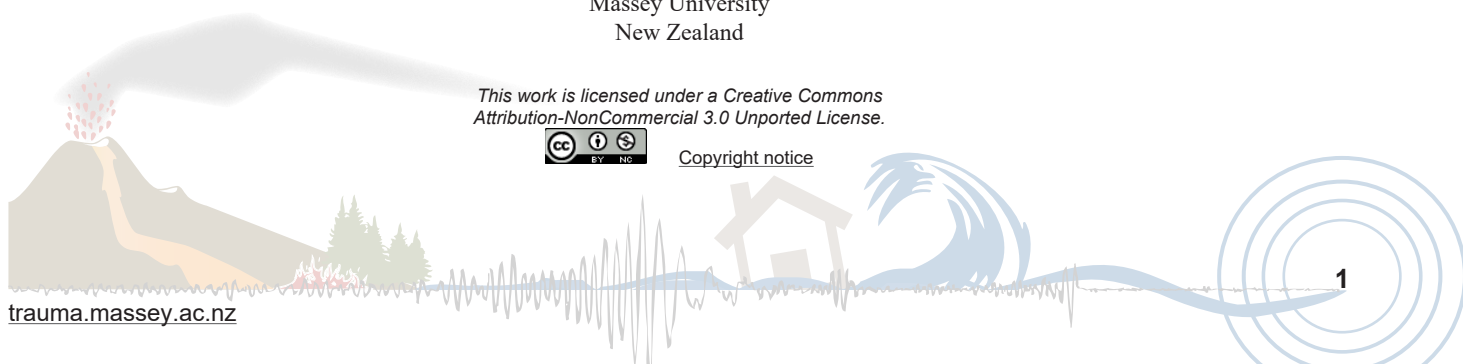 Massey University
New Zealand
This work is licensed under a Creative Commons
Attribution-NonCommercial 3.0 Unported License.
cc BY NC Copyright notice
1
trauma.massey.ac.nz